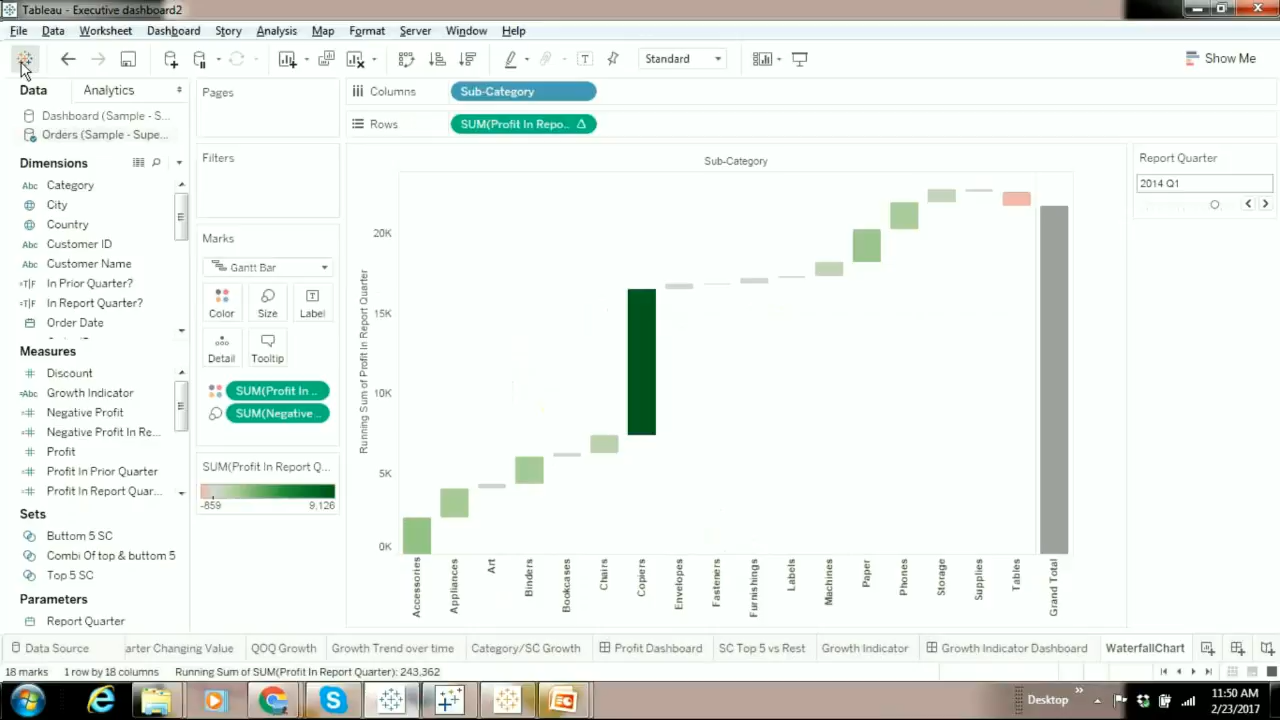 Tableau - Executive dashboard2
File Data Worksheet Dashboard Story Analysis Map Format Server Window Help
Standard
Show Me
Data
Analytics
Dashboard (Sample - S...
Orders (Sample - Supe...
Dimensions
Abc Category
City
Country
Abc Customer ID
Abc Customer Name
=T|F In Prior Quarter?
=T|F In Report Quarter?
Order Date
Measures
Discount
=Abc Growth Indicator
Negative Profit
Negative Profit In Re...
Profit
Profit In Prior Quarter
Profit In Report Quar...
Sets
Buttom 5 SC
Combi Of top & buttom 5
Top 5 SC
Parameters
Report Quarter
Pages
Filters
Marks
Gantt Bar
Color
Size
Label
Detail
Tooltip
SUM(Profit In ..
SUM(Negative...
SUM(Profit In Report Q...
-859
9,126
Columns
Sub-Category
Rows
SUM(Profit In Repo..
Sub-Category
Running Sum of Profit In Report Quarter
20K
15K
10K
5K
0K
Accessories
Appliances
Art
Binders
Bookcases
Chairs
Copiers
Envelopes
Fasteners
Furnishings
Labels
Machines
Paper
Phones
Storage
Supplies
Tables
Grand Total
Report Quarter
2014 Q1
Data Source
arter Changing Value
QOQ Growth
Growth Trend over time
Category/SC Growth
Profit Dashboard
SC Top 5 vs Rest
Growth Indicator
Growth Indicator Dashboard
WaterfallChart
18 marks
1 row by 18 columns
Running Sum of SUM(Profit In Report Quarter): 243,362
Desktop
11:50 AM
2/23/2017